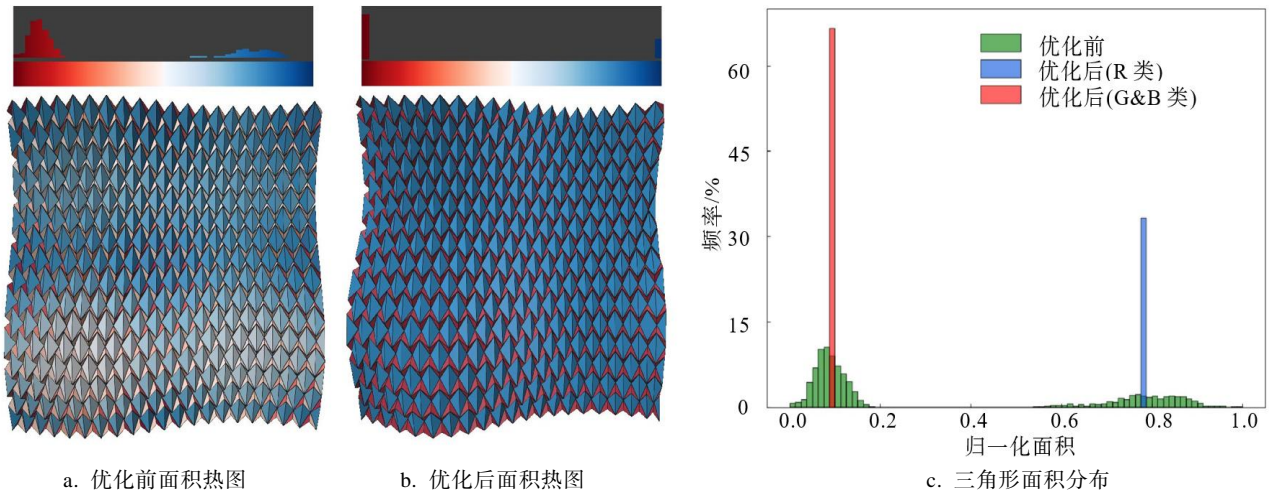 优化前
优化后(R 类)
优化后(G&B 类)
频率/%
60
45
30
15
0
0.0 0.2 0.4 0.6 0.8 1.0
归一化面积
a. 优化前面积热图 b. 优化后面积热图 c. 三角形面积分布